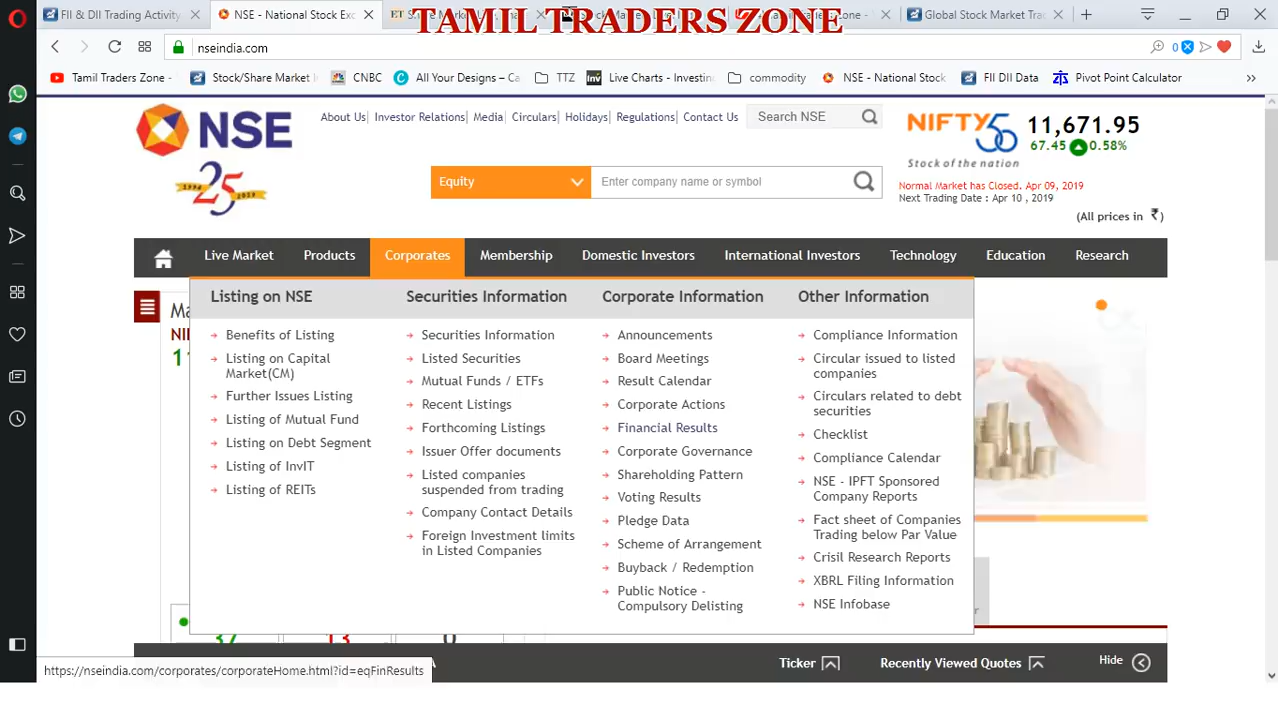 FII & DII Trading Activity
NSE - National Stock Exc
ET
Global Stock Market Tra
TAMIL TRADERS ZONE
nseindia.com
0
Tamil Traders Zone -
Stock/Share Market I
CNBC
All Your Designs – Ca
TTZ
Inv Live Charts - Investin
commodity
NSE - National Stock
FII DII Data
Pivot Point Calculator
NSE
25
About Us| Investor Relations| Media| Circulars| Holidays| Regulations| Contact Us
Search NSE
NIFTY50
Stock of the nation
11,671.95
67.45 0.58%
Equity
Enter company name or symbol
Normal Market has Closed. Apr 09, 2019
Next Trading Date : Apr 10 , 2019
(All prices in ₹)
Live Market Products Corporates Membership Domestic Investors International Investors Technology Education Research
Listing on NSE
Benefits of Listing
Listing on Capital
Market(CM)
Further Issues Listing
Listing of Mutual Fund
Listing on Debt Segment
Listing of InvIT
Listing of REITs
Securities Information
Securities Information
Listed Securities
Mutual Funds / ETFs
Recent Listings
Forthcoming Listings
Issuer Offer documents
Listed companies
suspended from trading
Company Contact Details
Foreign Investment limits
in Listed Companies
Corporate Information
Announcements
Board Meetings
Result Calendar
Corporate Actions
Financial Results
Corporate Governance
Shareholding Pattern
Voting Results
Pledge Data
Scheme of Arrangement
Buyback / Redemption
Public Notice -
Compulsory Delisting
Other Information
Compliance Information
Circular issued to listed
companies
Circulars related to debt
securities
Checklist
Compliance Calendar
NSE - IPFT Sponsored
Company Reports
Fact sheet of Companies
Trading below Par Value
Crisil Research Reports
XBRL Filing Information
NSE Infobase
Ma
NI
1
37 13 0
https://nseindia.com/corporates/corporateHome.html?id=eqFinResults
A
Ticker
Recently Viewed Quotes
Hide